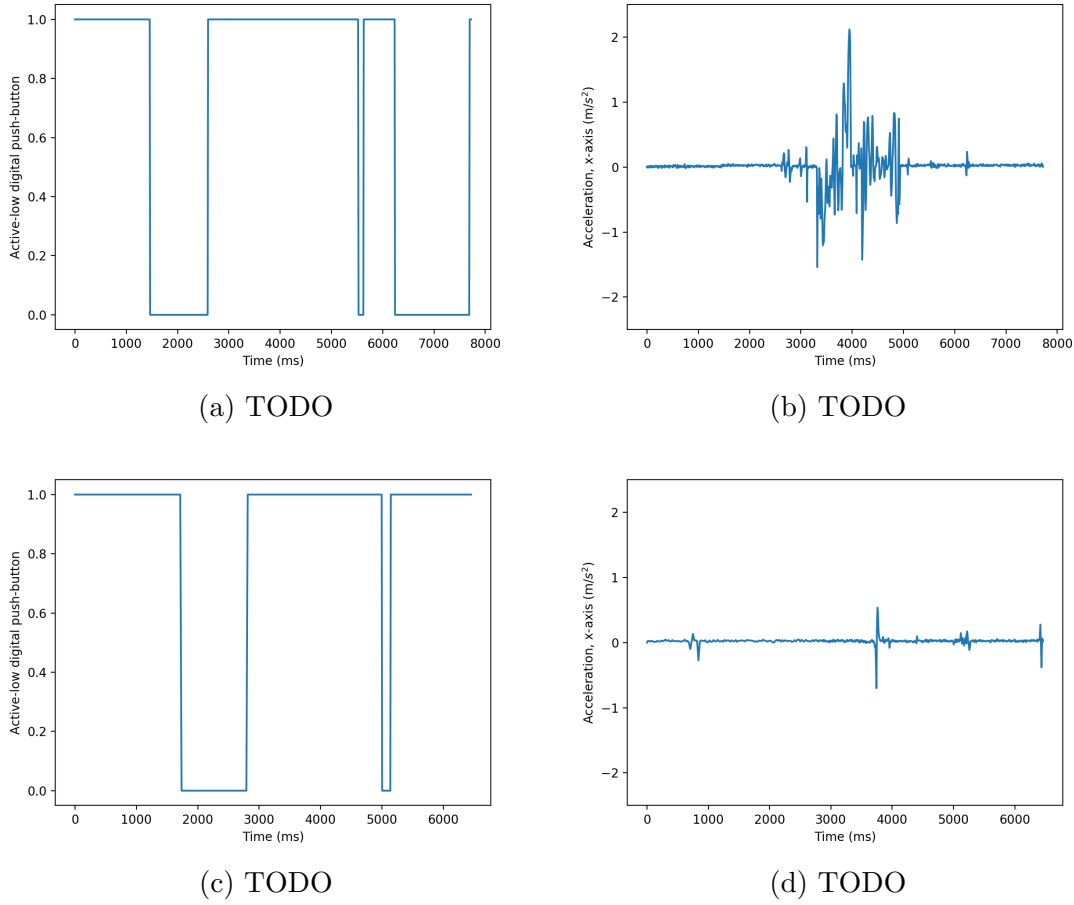 Active-low digital push-button
1.0
0.8
0.6
0.4
0.2
0.0
0 1000 2000 3000 4000 5000 6000 7000 8000
Time (ms)
(a) TODO
Acceleration, x-axis (m/s²)
2
1
0
−1
−2
0 1000 2000 3000 4000 5000 6000 7000 8000
Time (ms)
(b) TODO
Active-low digital push-button
1.0
0.8
0.6
0.4
0.2
0.0
0 1000 2000 3000 4000 5000 6000
Time (ms)
(c) TODO
Acceleration, x-axis (m/s²)
2
1
0
−1
−2
0 1000 2000 3000 4000 5000 6000
Time (ms)
(d) TODO